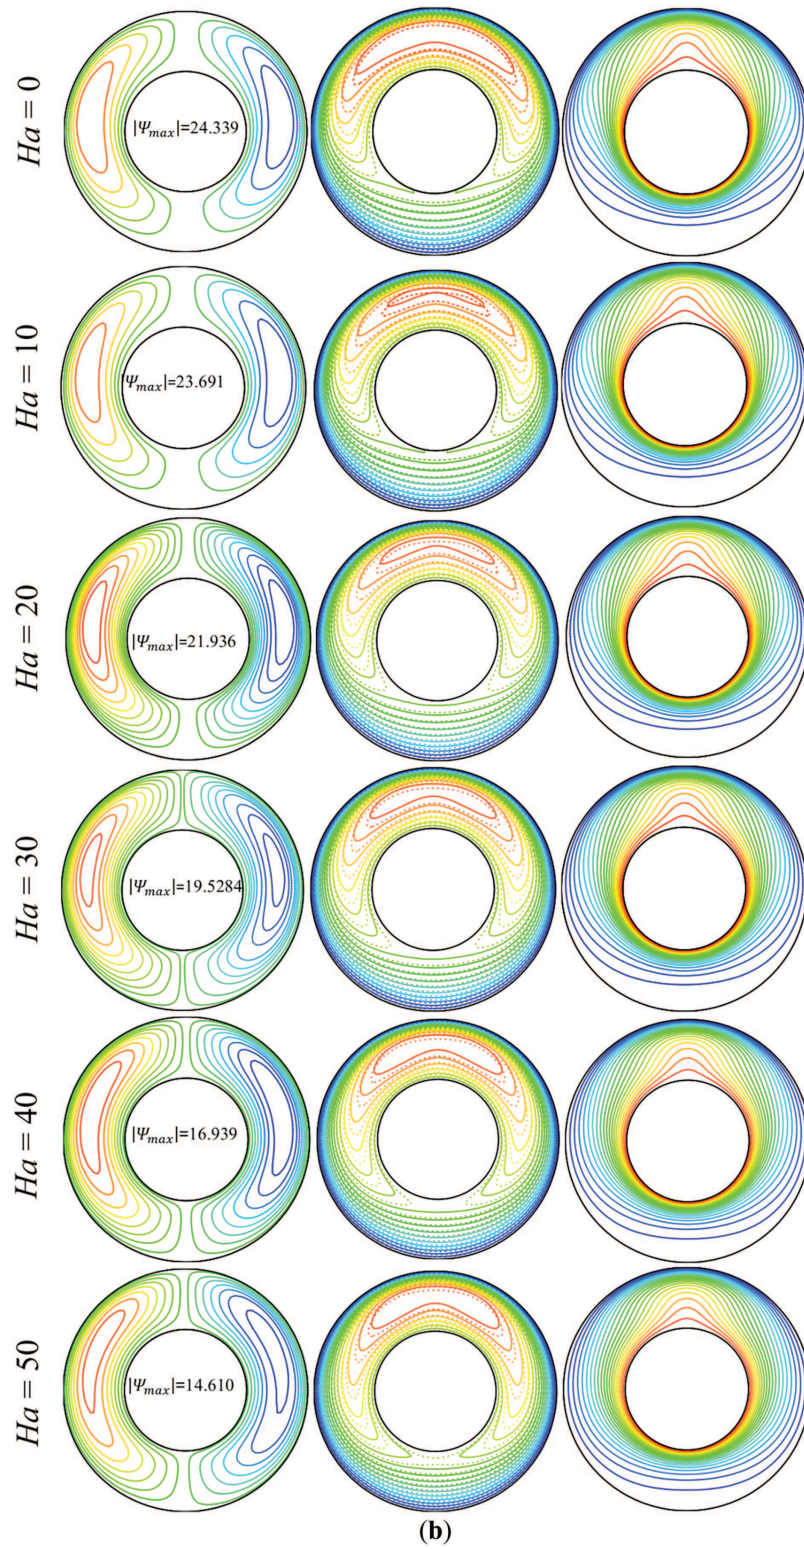 Ha = 0
|Ψmax|=24.339
Ha = 10
|Ψmax|=23.691
Ha = 20
|Ψmax|=21.936
Ha = 30
|Ψmax|=19.5284
Ha = 40
|Ψmax|=16.939
Ha = 50
|Ψmax|=14.610
(b)